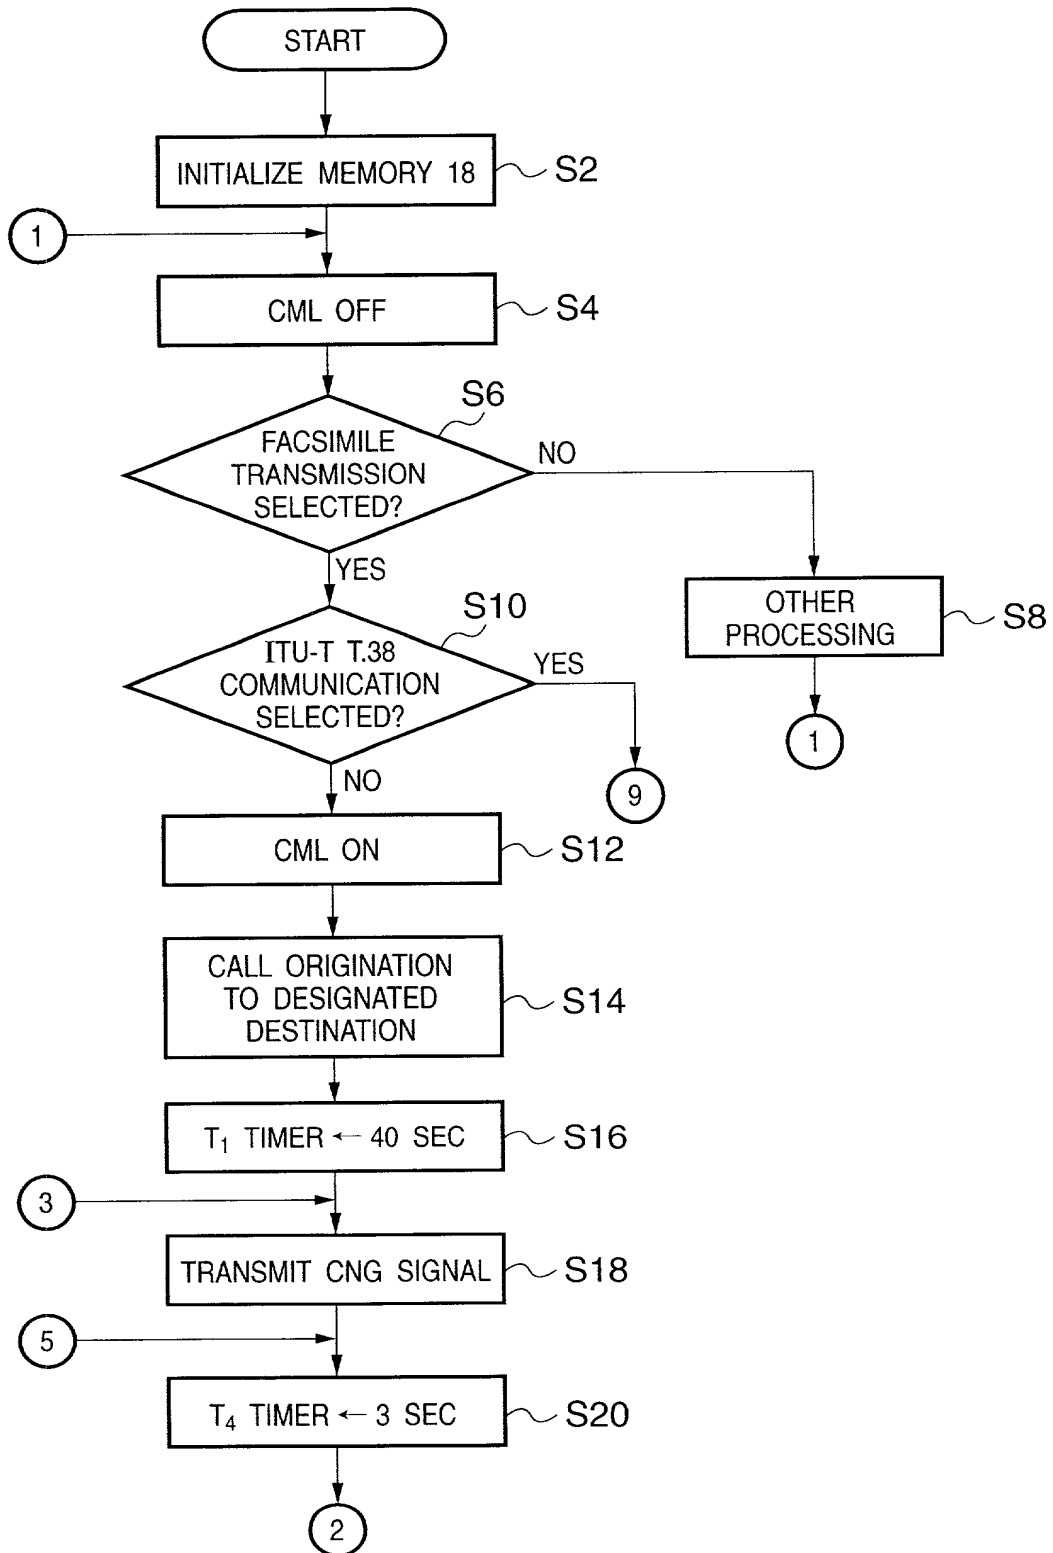 START
INITIALIZE MEMORY 18
S2
1
CML OFF
S4
S6
FACSIMILE
TRANSMISSION
SELECTED?
NO
YES
OTHER
PROCESSING
S8
1
S10
ITU-T T.38
COMMUNICATION
SELECTED?
YES
NO
9
CML ON
S12
CALL ORIGINATION
TO DESIGNATED
DESTINATION
S14
T1 TIMER ← 40 SEC
S16
3
TRANSMIT CNG SIGNAL
S18
5
T4 TIMER ← 3 SEC
S20
2